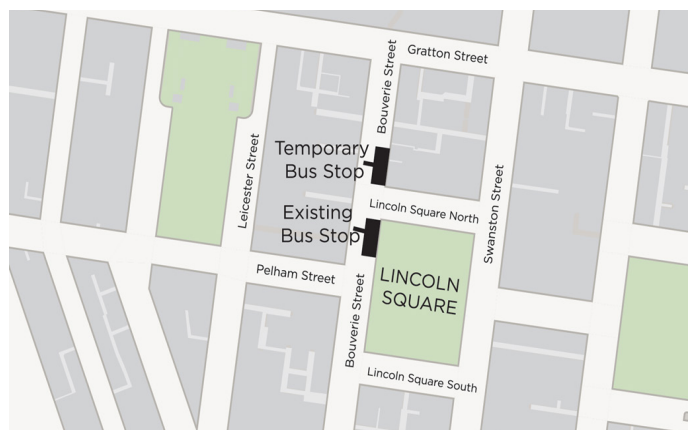 Gratton Street
Bouverie Street
Temporary
Bus Stop
Leicester Street
Swanston Street
Lincoln Square North
Existing
Bus Stop
Pelham Street
LINCOLN
SQUARE
Bouverie Street
Lincoln Square South